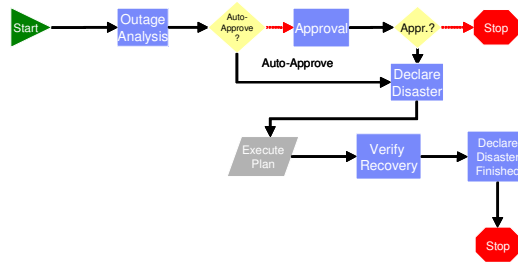 Start
Outage
Analysis
Auto-
Approve
?
Approval
Appr.?
Stop
Auto-Approve
Declare
Disaster
Execute
Plan
Verify
Recovery
Declare
Disaster
Finished
Stop